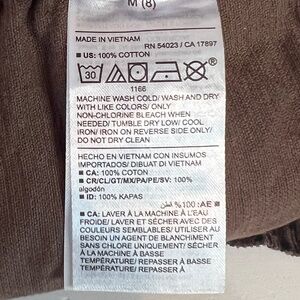 M (8)
MADE IN VIETNAM
RN 54023 / CA 17897
■ US: 100% COTTON
30
1166
MACHINE WASH COLD/ WASH AND DRY
WITH LIKE COLORS/ ONLY
NON-CHLORINE BLEACH WHEN
NEEDED/ TUMBLE DRY LOW/ COOL
IRON/ IRON ON REVERSE SIDE ONLY/
DO NOT DRY CLEAN
HECHO EN VIETNAM CON INSUMOS
IMPORTADOS/ DIBUAT DI VIETNAM
■ CA: 100% COTTON
■ CR/CL/GT/MX/PA/PE/SV: 100%
algodón
■ ID: 100% KAPAS
■ AE: %100 قطن
■ CA: LAVER À LA MACHINE À L'EAU
FROIDE/ LAVER ET SÉCHER AVEC DES
COULEURS SEMBLABLES/ UTILISER AU
BESOIN UN AGENT DE BLANCHIMENT
SANS CHLORE UNIQUEMENT/ SÉCHER
À LA MACHINE À BASSE
TEMPÉRATURE/ REPASSER À BASSE
TEMPÉRATURE/ REPASSER À